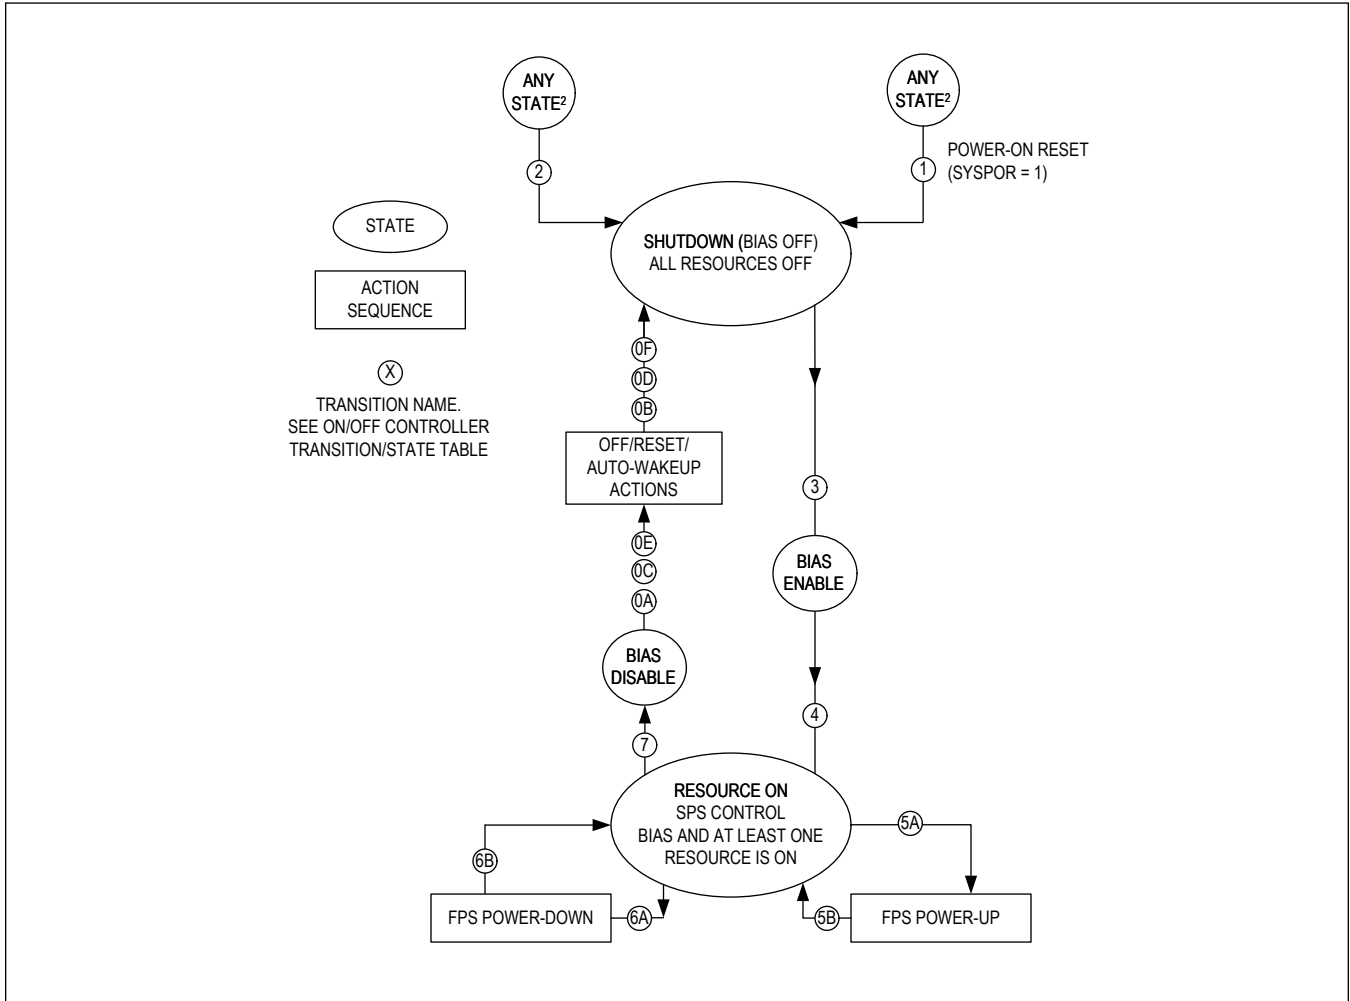 ANY
STATE²
ANY
STATE²
2
1
POWER-ON RESET
(SYSPOR = 1)
STATE
SHUTDOWN (BIAS OFF)
ALL RESOURCES OFF
ACTION
SEQUENCE
X
TRANSITION NAME.
SEE ON/OFF CONTROLLER
TRANSITION/STATE TABLE
0F
0D
0B
OFF/RESET/
AUTO-WAKEUP
ACTIONS
3
0E
0C
0A
BIAS
ENABLE
BIAS
DISABLE
7
4
RESOURCE ON
SPS CONTROL
BIAS AND AT LEAST ONE
RESOURCE IS ON
5A
6B
FPS POWER-DOWN
6A
5B
FPS POWER-UP